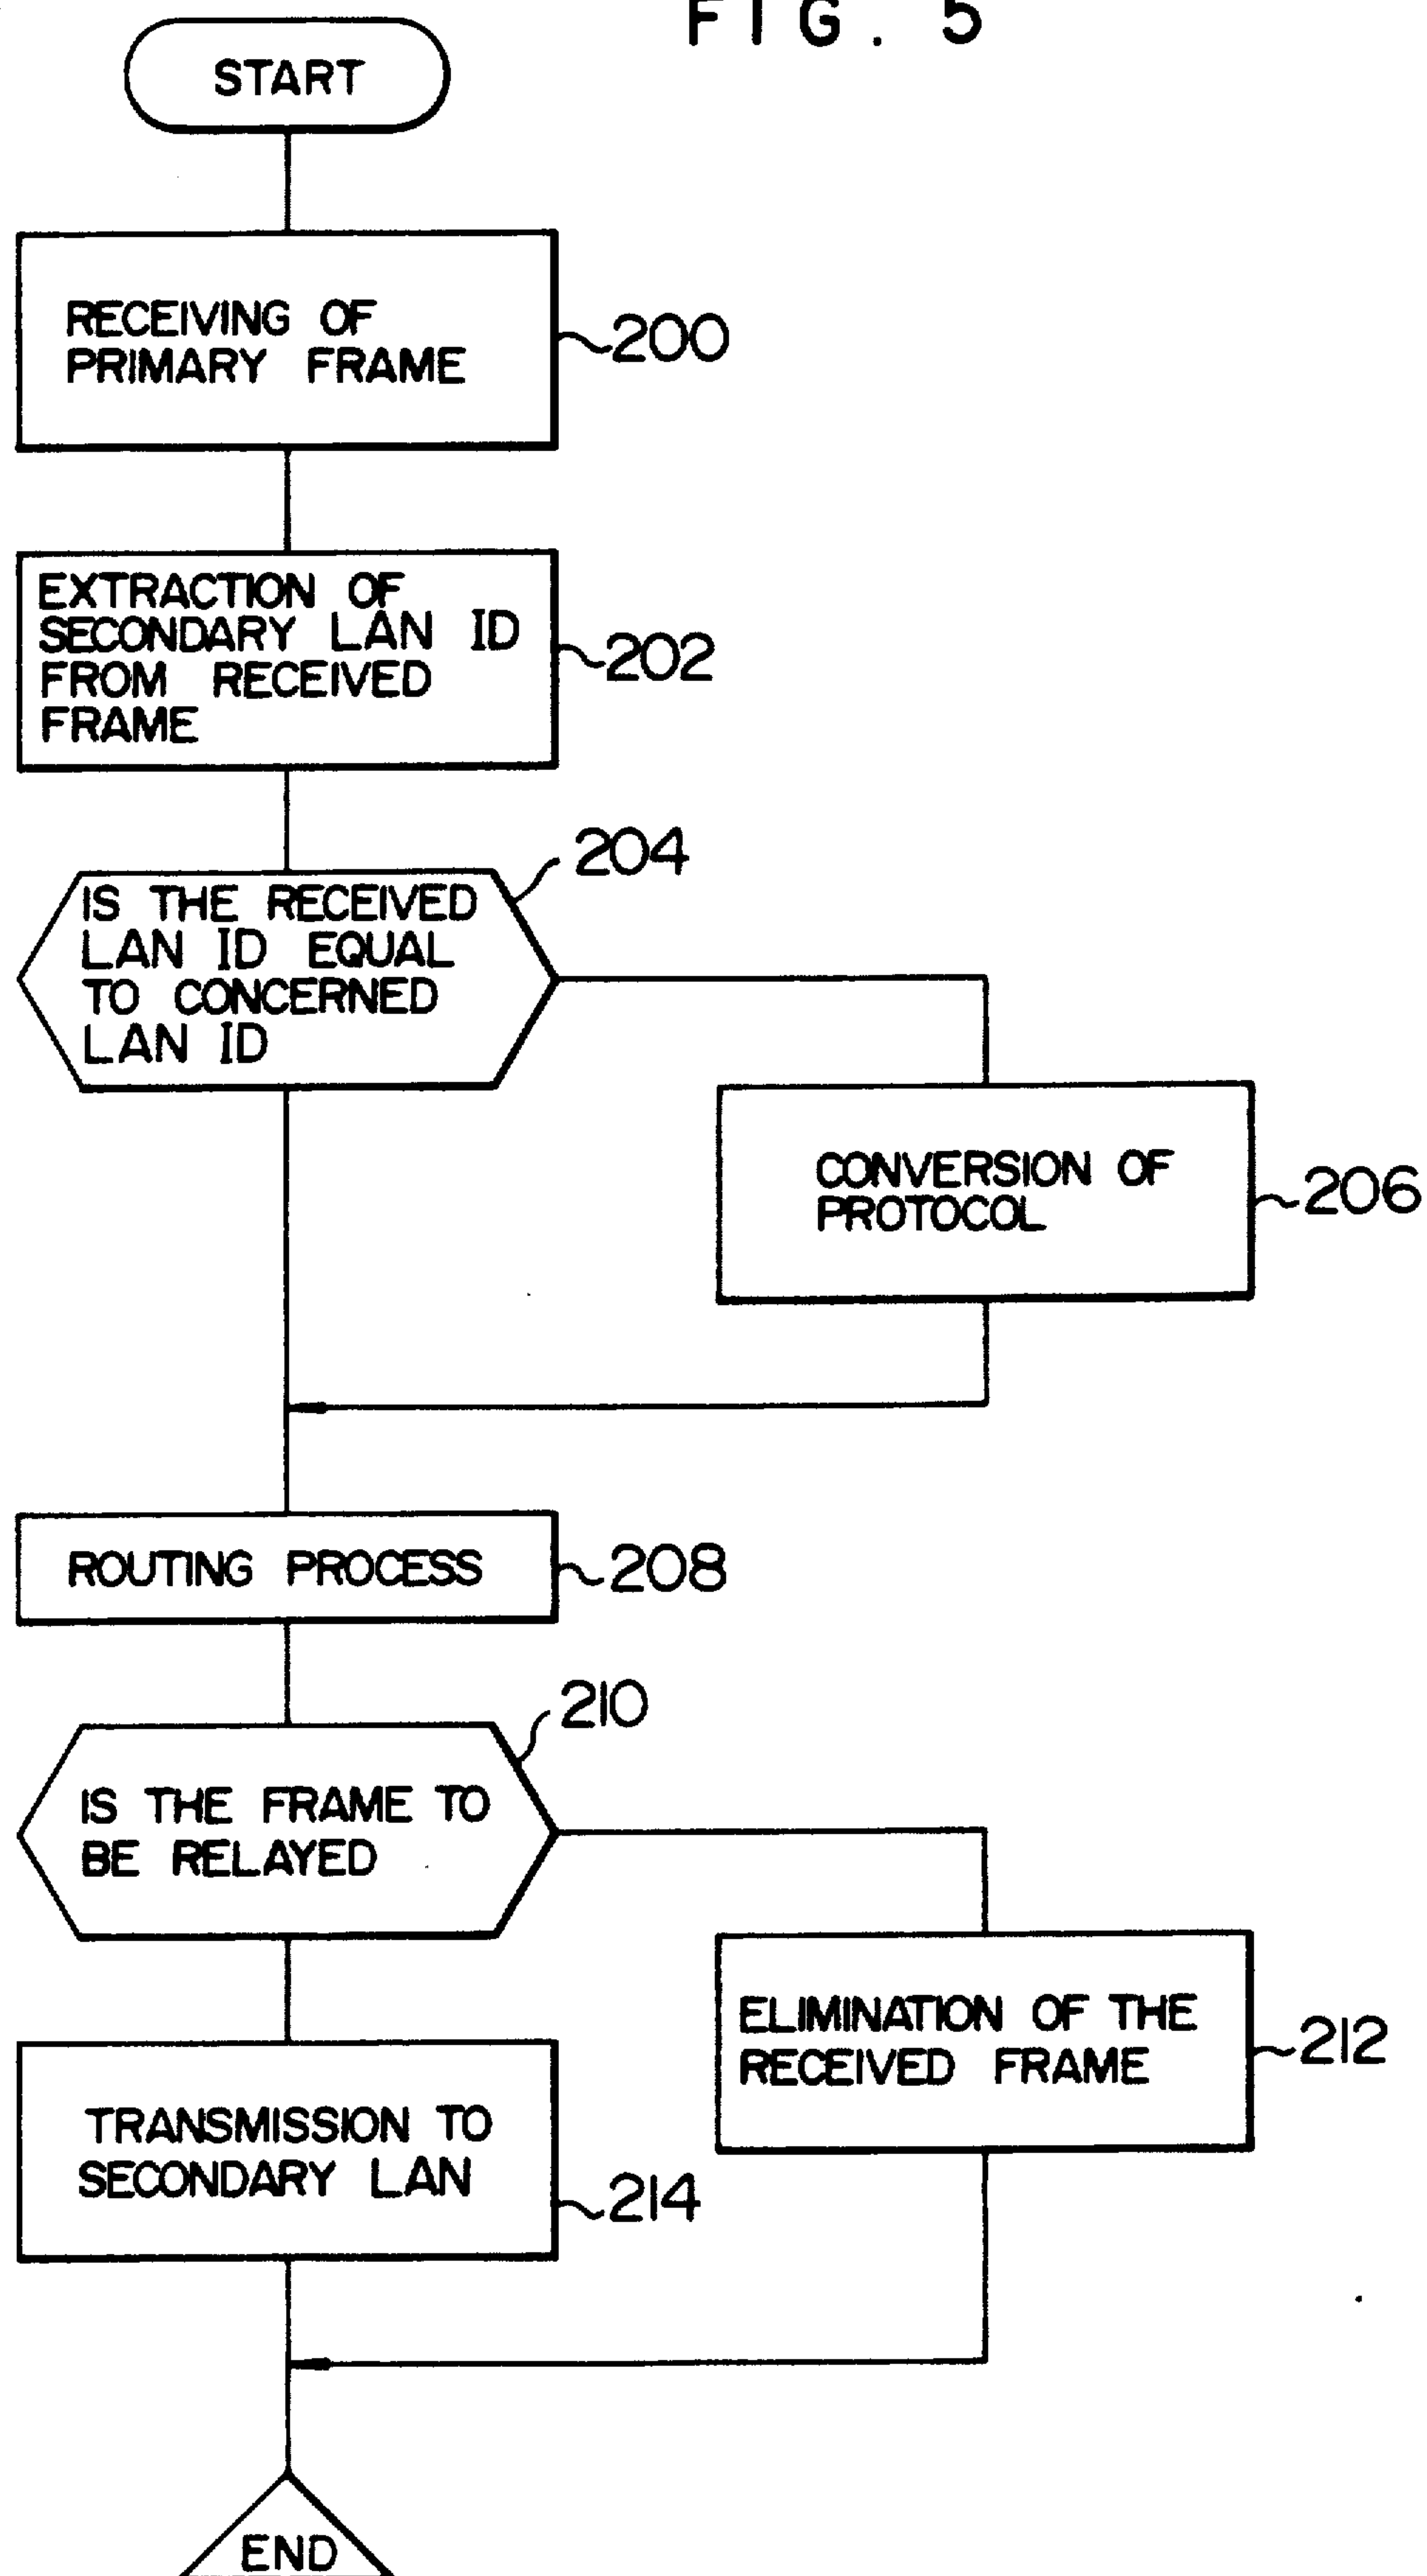 FIG. 5
START
RECEIVING OF
PRIMARY FRAME
200
EXTRACTION OF
SECONDARY LAN ID
FROM RECEIVED
FRAME
202
204
IS THE RECEIVED
LAN ID EQUAL
TO CONCERNED
LAN ID
CONVERSION OF
PROTOCOL
206
ROUTING PROCESS
208
210
IS THE FRAME TO
BE RELAYED
ELIMINATION OF THE
RECEIVED FRAME
212
TRANSMISSION TO
SECONDARY LAN
214
END